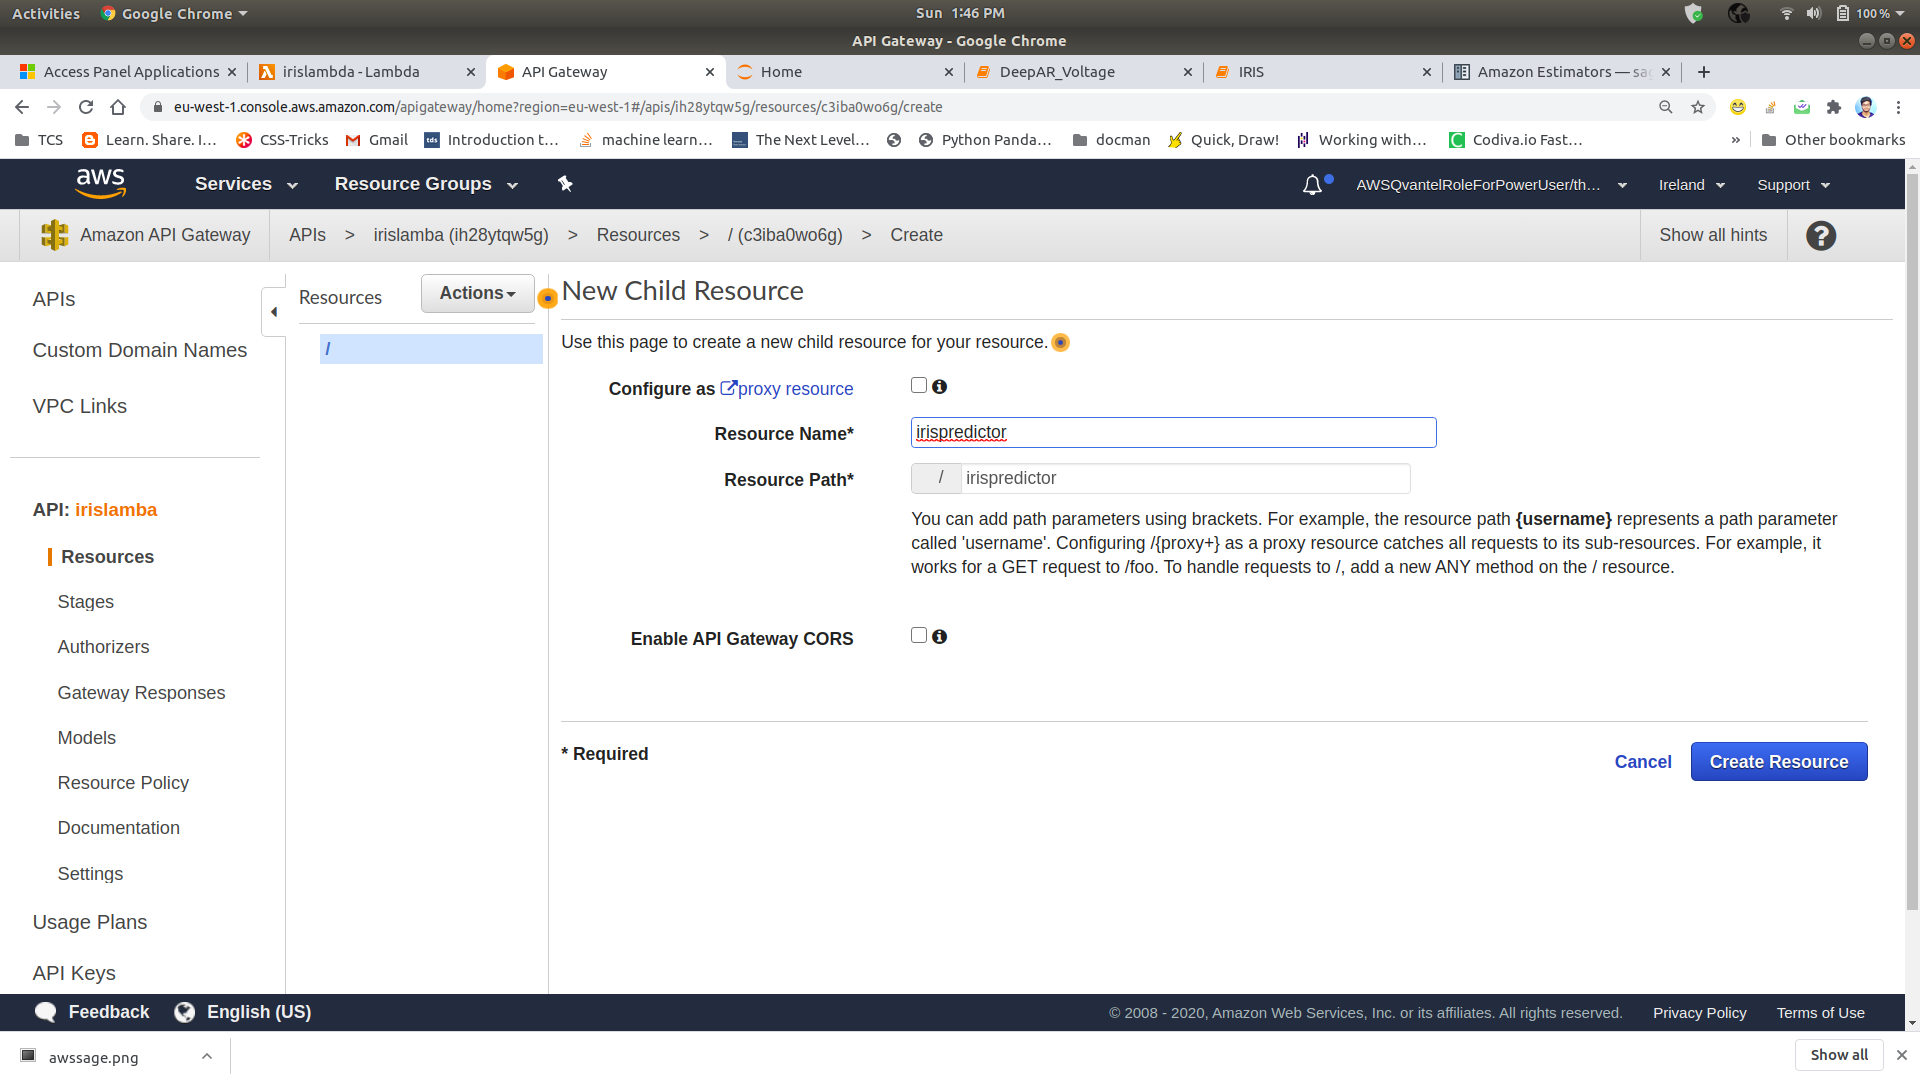 Activities Google Chrome Sun 1:46 PM 100 %
API Gateway - Google Chrome
Access Panel Applications irislambda - Lambda API Gateway Home DeepAR_Voltage IRIS Amazon Estimators — sag
eu-west-1.console.aws.amazon.com/apigateway/home?region=eu-west-1#/apis/ih28ytqw5g/resources/c3iba0wo6g/create
TCS Learn. Share. I... CSS-Tricks Gmail Introduction t... machine learn... The Next Level... Python Panda... docman Quick, Draw! Working with... Codiva.io Fast... » Other bookmarks
aws Services Resource Groups AWSQvantelRoleForPowerUser/th... Ireland Support
Amazon API Gateway APIs > irislamba (ih28ytqw5g) > Resources > / (c3iba0wo6g) > Create Show all hints ?
APIs
Custom Domain Names
VPC Links
API: irislamba
Resources
Stages
Authorizers
Gateway Responses
Models
Resource Policy
Documentation
Settings
Usage Plans
API Keys
Resources Actions
/
New Child Resource
Use this page to create a new child resource for your resource.
Configure as proxy resource
Resource Name* irispredictor
Resource Path* / irispredictor
You can add path parameters using brackets. For example, the resource path {username} represents a path parameter
called 'username'. Configuring /{proxy+} as a proxy resource catches all requests to its sub-resources. For example, it
works for a GET request to /foo. To handle requests to /, add a new ANY method on the / resource.
Enable API Gateway CORS
* Required
Cancel Create Resource
Feedback English (US) © 2008 - 2020, Amazon Web Services, Inc. or its affiliates. All rights reserved. Privacy Policy Terms of Use
awssage.png Show all